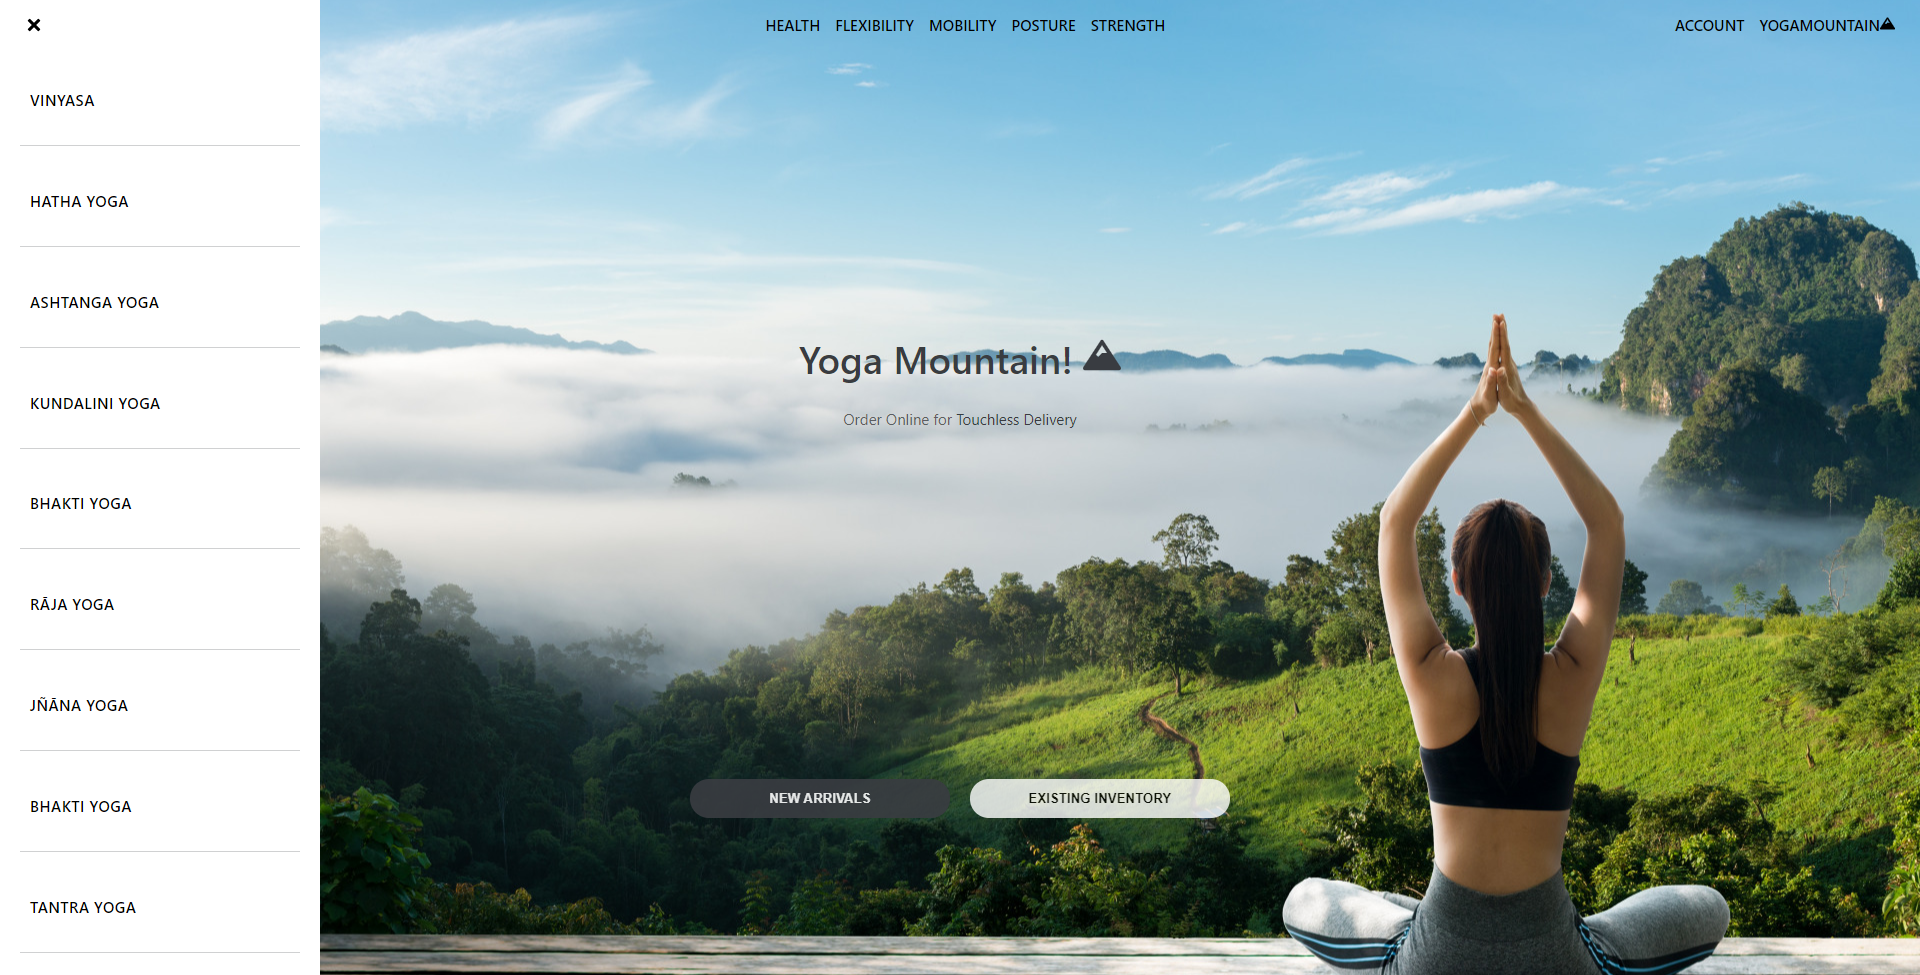 HEALTH FLEXIBILITY MOBILITY POSTURE STRENGTH
ACCOUNT YOGAMOUNTAIN
VINYASA
HATHA YOGA
ASHTANGA YOGA
KUNDALINI YOGA
BHAKTI YOGA
RĀJA YOGA
JÑĀNA YOGA
BHAKTI YOGA
TANTRA YOGA
Yoga Mountain!
Order Online for Touchless Delivery
NEW ARRIVALS
EXISTING INVENTORY